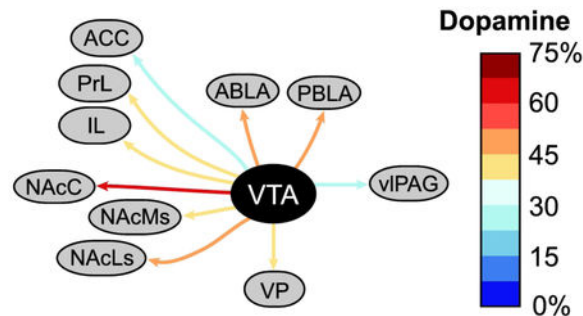 Dopamine
ACC
PrL
IL
ABLA
PBLA
NAcC
VTA
vlPAG
NAcMs
NAcLs
VP
75%
60
45
30
15
0%